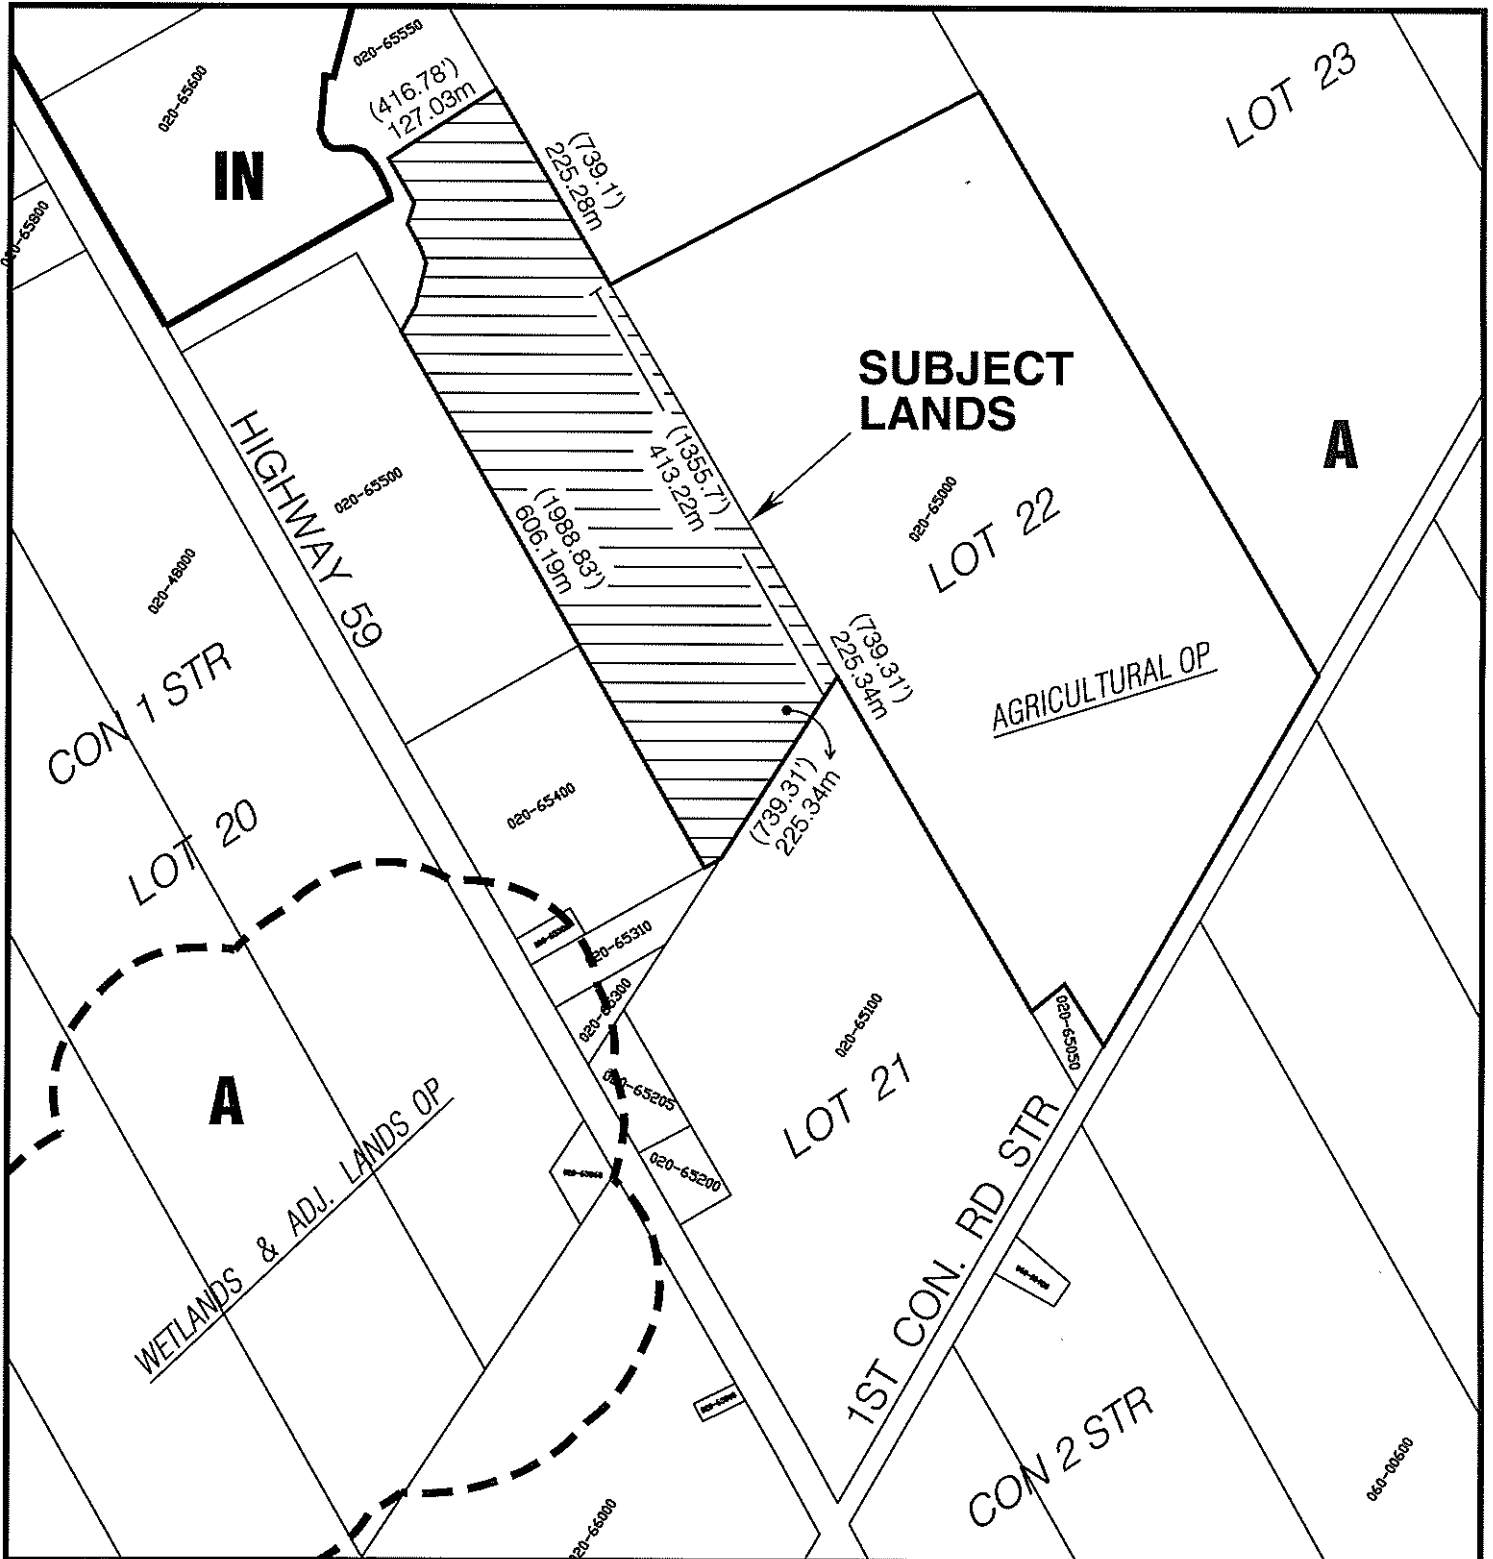 020-65550
020-65600
(416.78')
127.03m
LOT 23
IN
(739.1')
225.28m
020-65800
SUBJECT
LANDS
HIGHWAY 59
020-65500
(1355.7')
413.22m
A
020-65000
LOT 22
(1988.83')
606.19m
020-48000
CON 1 STR
(739.31')
225.34m
AGRICULTURAL OP
(739.31')
225.34m
020-65400
LOT 20
020-65310
020-65300
020-65100
020-65050
A
020-65205
LOT 21
WETLANDS & ADJ. LANDS OP
020-65200
1ST CON. RD STR
CON 2 STR
060-00600
020-66000